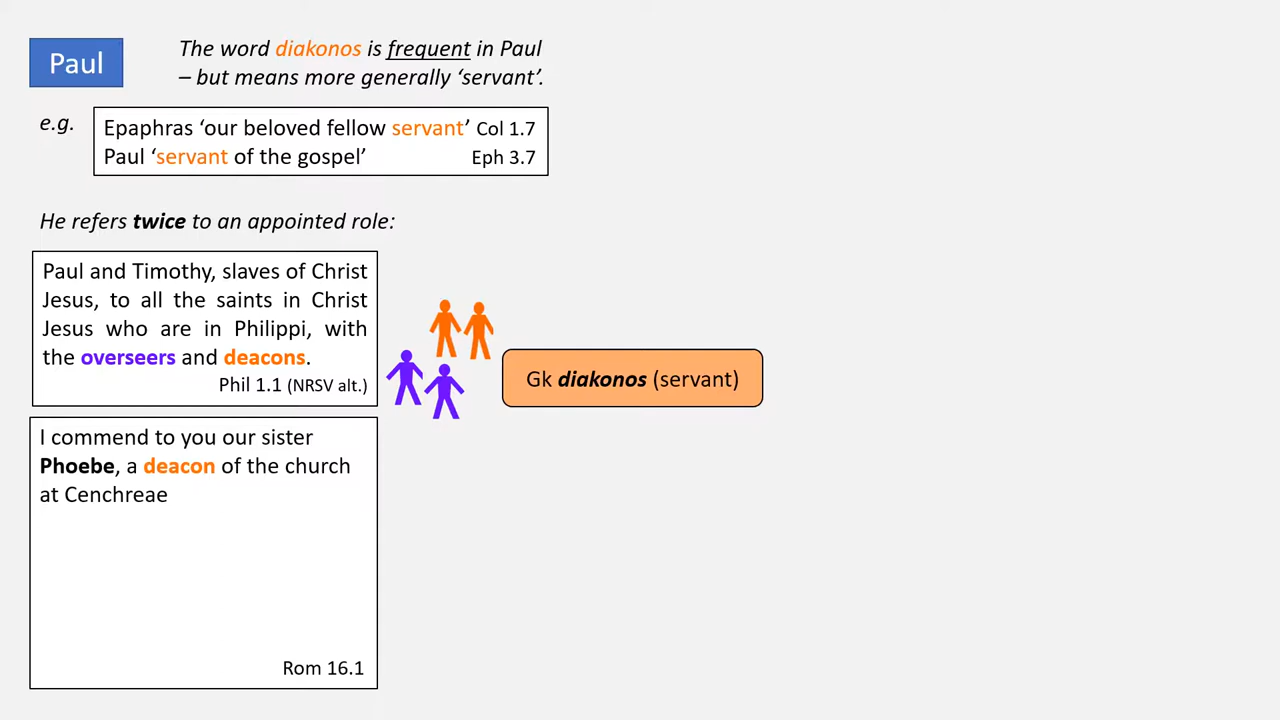 Paul
The word diakonos is frequent in Paul
– but means more generally ‘servant’.
e.g.
Epaphras ‘our beloved fellow servant’ Col 1.7
Paul ‘servant of the gospel’ Eph 3.7
He refers twice to an appointed role:
Paul and Timothy, slaves of Christ
Jesus, to all the saints in Christ
Jesus who are in Philippi, with
the overseers and deacons.
Phil 1.1 (NRSV alt.)
Gk diakonos (servant)
I commend to you our sister
Phoebe, a deacon of the church
at Cenchreae
Rom 16.1